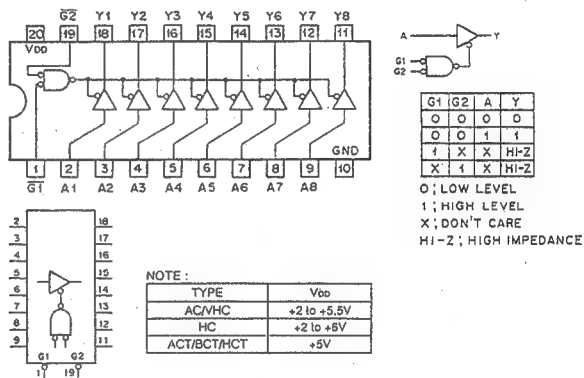 G2 Y1 Y2 Y3 Y4 Y5 Y6 Y7 Y8
20 19 18 17 16 15 14 13 12 11
VDD
GND
1 2 3 4 5 6 7 8 9 10
G1 A1 A2 A3 A4 A5 A6 A7 A8
A Y
G1
G2
G1 G2 A Y
0 0 0 0
0 0 1 1
1 X X HI-Z
X 1 X HI-Z
0 ; LOW LEVEL
1 ; HIGH LEVEL
X ; DON'T CARE
HI-Z ; HIGH IMPEDANCE
2 18
3 17
4 16
5 15
6 14
7 13
8 12
9 11
G1 G2
1 19
NOTE :
TYPE VDD
AC/VHC +2 to +5.5V
HC +2 to +6V
ACT/BCT/HCT +5V